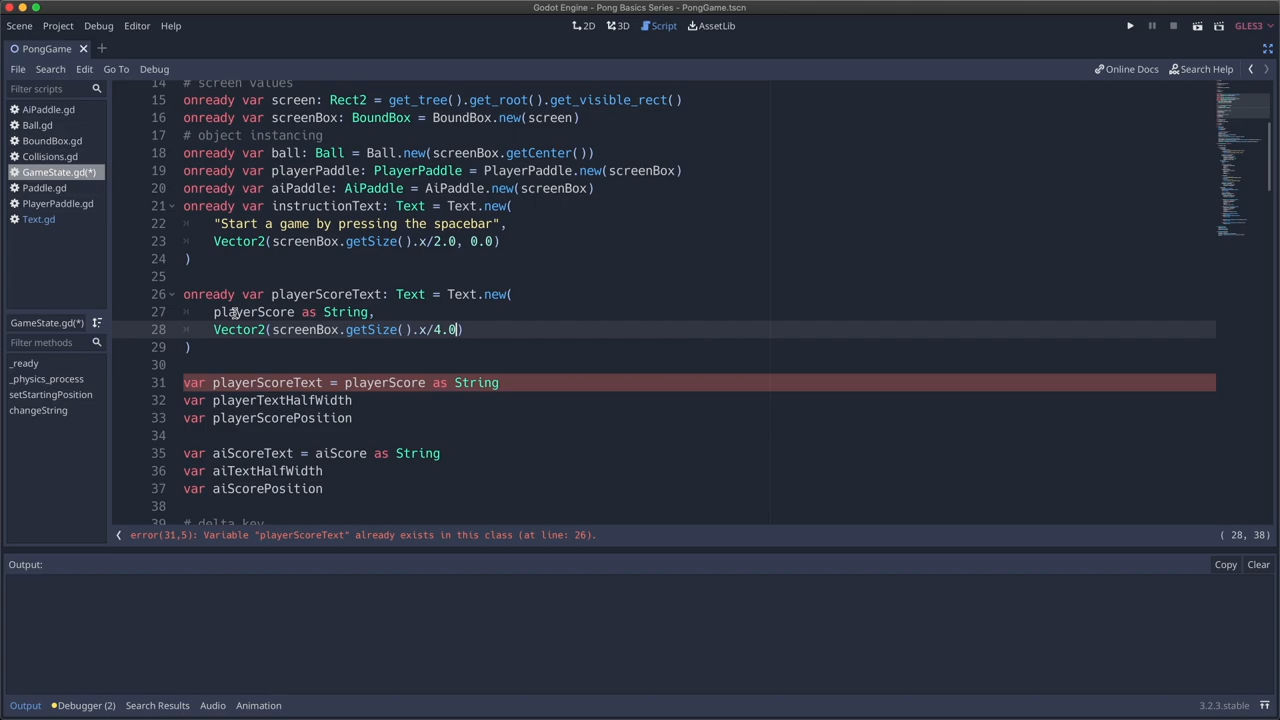 Godot Engine - Pong Basics Series - PongGame.tscn
Scene Project Debug Editor Help 2D 3D Script AssetLib GLES3
PongGame
File Search Edit Go To Debug Online Docs Search Help
Filter scripts
AiPaddle.gd
Ball.gd
BoundBox.gd
Collisions.gd
GameState.gd(*)
Paddle.gd
PlayerPaddle.gd
Text.gd
GameState.gd(*)
Filter methods
_ready
_physics_process
setStartingPosition
changeString
14 # screen values
15 onready var screen: Rect2 = get_tree().get_root().get_visible_rect()
16 onready var screenBox: BoundBox = BoundBox.new(screen)
17 # object instancing
18 onready var ball: Ball = Ball.new(screenBox.getCenter())
19 onready var playerPaddle: PlayerPaddle = PlayerPaddle.new(screenBox)
20 onready var aiPaddle: AiPaddle = AiPaddle.new(screenBox)
21 onready var instructionText: Text = Text.new(
22 "Start a game by pressing the spacebar",
23 Vector2(screenBox.getSize().x/2.0, 0.0)
24 )
25
26 onready var playerScoreText: Text = Text.new(
27 playerScore as String,
28 Vector2(screenBox.getSize().x/4.0)
29 )
30
31 var playerScoreText = playerScore as String
32 var playerTextHalfWidth
33 var playerScorePosition
34
35 var aiScoreText = aiScore as String
36 var aiTextHalfWidth
37 var aiScorePosition
38
39 # delta key
error(31,5): Variable "playerScoreText" already exists in this class (at line: 26). ( 28, 38)
Output: Copy Clear
Output Debugger (2) Search Results Audio Animation 3.2.3.stable